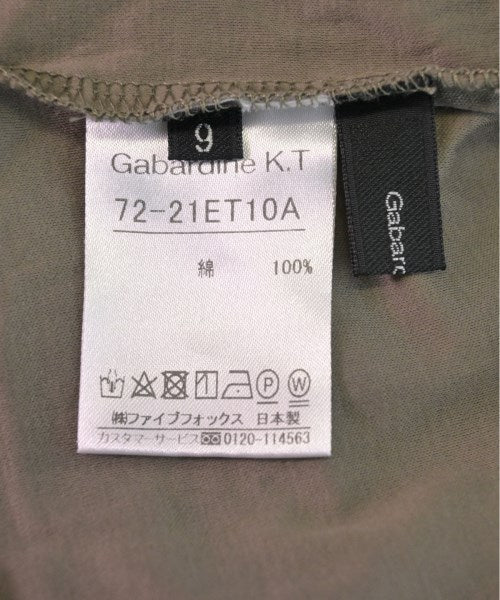 9
Gabardine K.T
72-21ET10A
綿 100%
P W
㈱ファイブフォックス 日本製
カスタマーサービス 0120-114563
Gabard